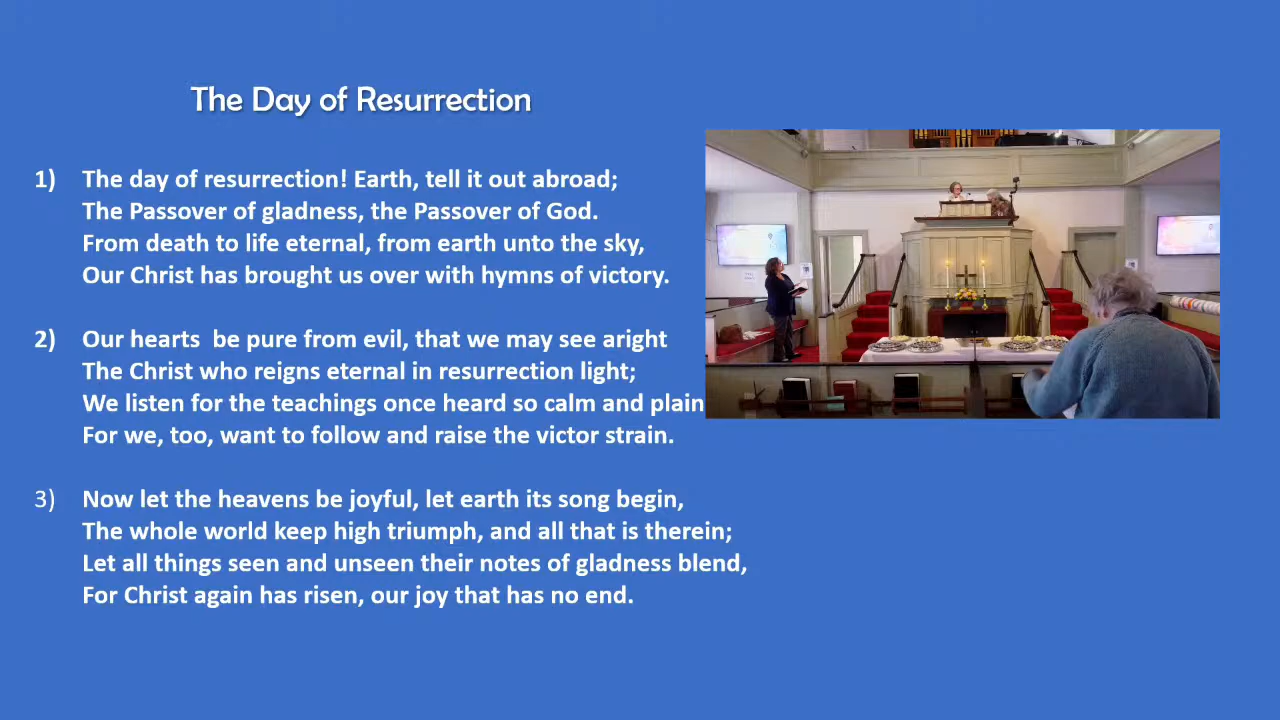 The Day of Resurrection
1) The day of resurrection! Earth, tell it out abroad;
The Passover of gladness, the Passover of God.
From death to life eternal, from earth unto the sky,
Our Christ has brought us over with hymns of victory.
2) Our hearts  be pure from evil, that we may see aright
The Christ who reigns eternal in resurrection light;
We listen for the teachings once heard so calm and plain
For we, too, want to follow and raise the victor strain.
3) Now let the heavens be joyful, let earth its song begin,
The whole world keep high triumph, and all that is therein;
Let all things seen and unseen their notes of gladness blend,
For Christ again has risen, our joy that has no end.